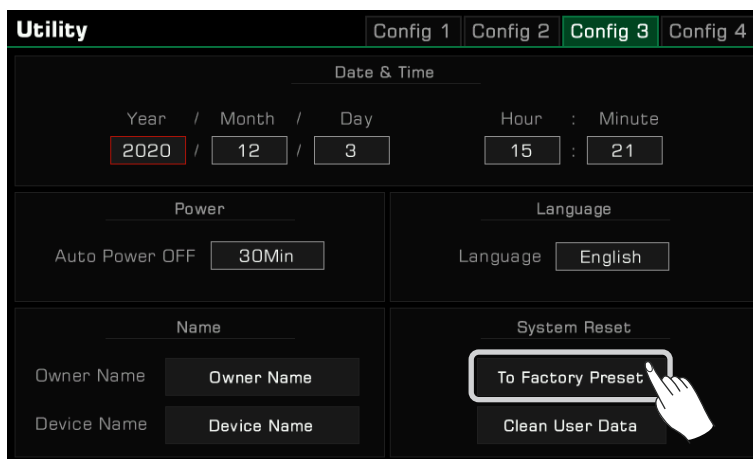 Utility Config 1 Config 2 Config 3 Config 4
Date & Time
Year / Month / Day Hour : Minute
2020 / 12 / 3 15 : 21
Power
Auto Power OFF 30Min
Language
Language English
Name
Owner Name Owner Name
Device Name Device Name
System Reset
To Factory Preset
Clean User Data